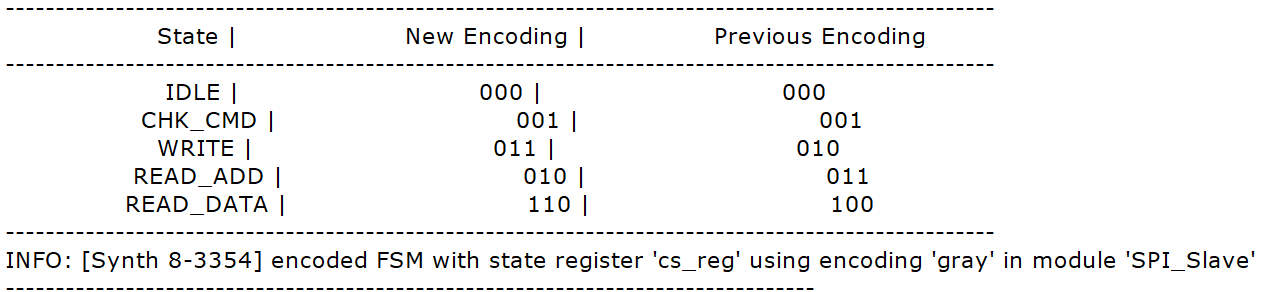 ---------------------------------------------------------------------------------------------------
State | New Encoding | Previous Encoding
---------------------------------------------------------------------------------------------------
IDLE | 000 | 000
CHK_CMD | 001 | 001
WRITE | 011 | 010
READ_ADD | 010 | 011
READ_DATA | 110 | 100
---------------------------------------------------------------------------------------------------
INFO: [Synth 8-3354] encoded FSM with state register 'cs_reg' using encoding 'gray' in module 'SPI_Slave'
---------------------------------------------------------------------------------